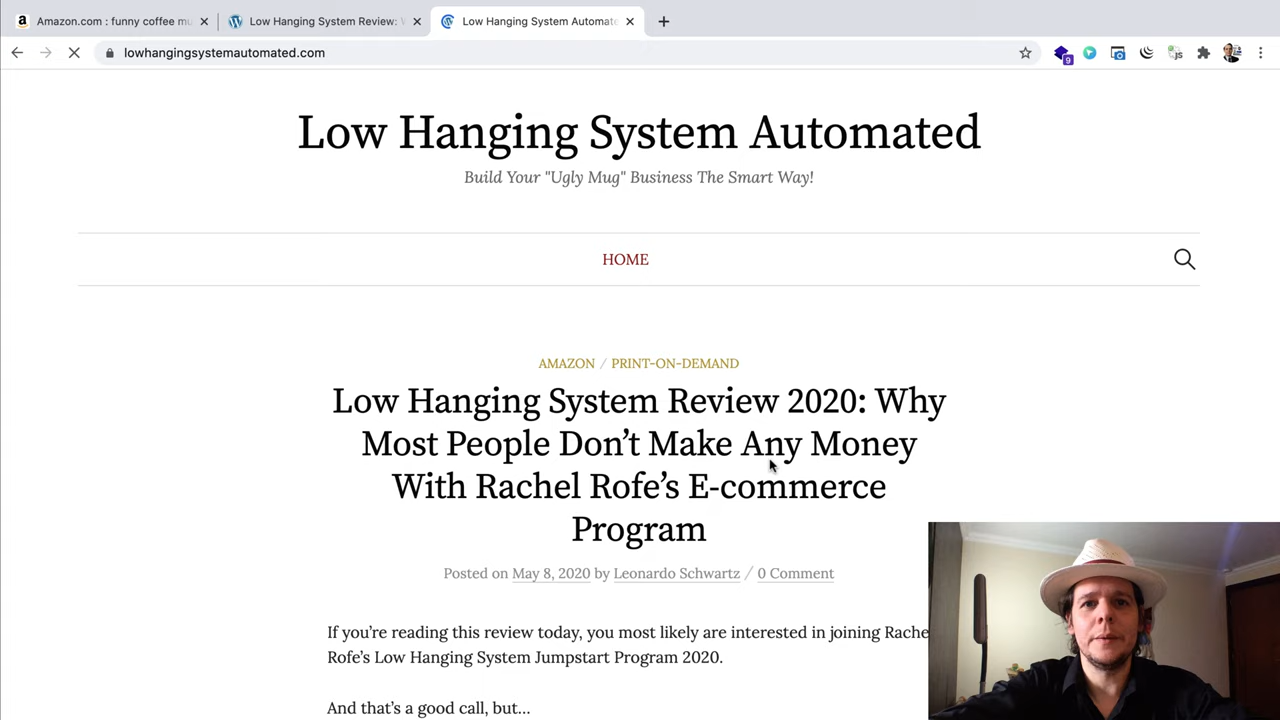 Amazon.com : funny coffee mu
Low Hanging System Review: W
Low Hanging System Automate
lowhangingsystemautomated.com
9
js
Low Hanging System Automated
Build Your "Ugly Mug" Business The Smart Way!
HOME
AMAZON / PRINT-ON-DEMAND
Low Hanging System Review 2020: Why
Most People Don’t Make Any Money
With Rachel Rofe’s E-commerce
Program
Posted on May 8, 2020 by Leonardo Schwartz / 0 Comment
If you’re reading this review today, you most likely are interested in joining Rache
Rofe’s Low Hanging System Jumpstart Program 2020.
And that’s a good call, but…